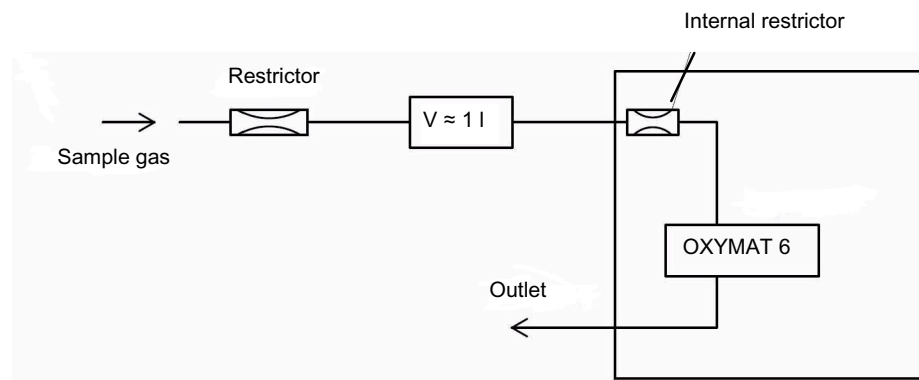 Internal restrictor
Restrictor
V ≈ 1 l
Sample gas
OXYMAT 6
Outlet